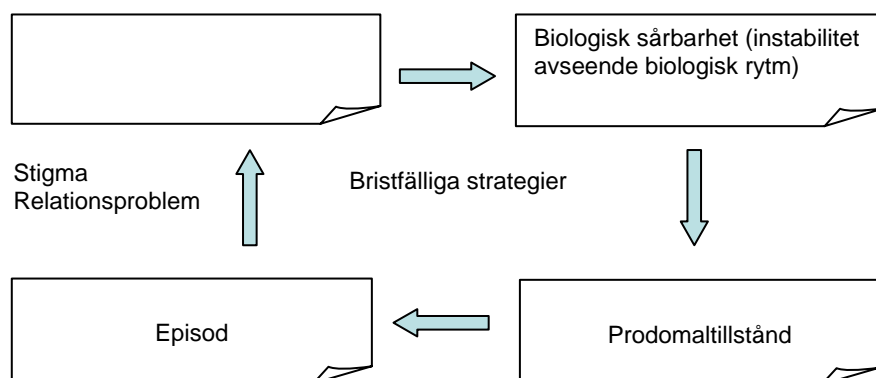 Biologisk sårbarhet (instabilitet
avseende biologisk rytm)
Stigma
Relationsproblem
Bristfälliga strategier
Episod
Prodomaltillstånd